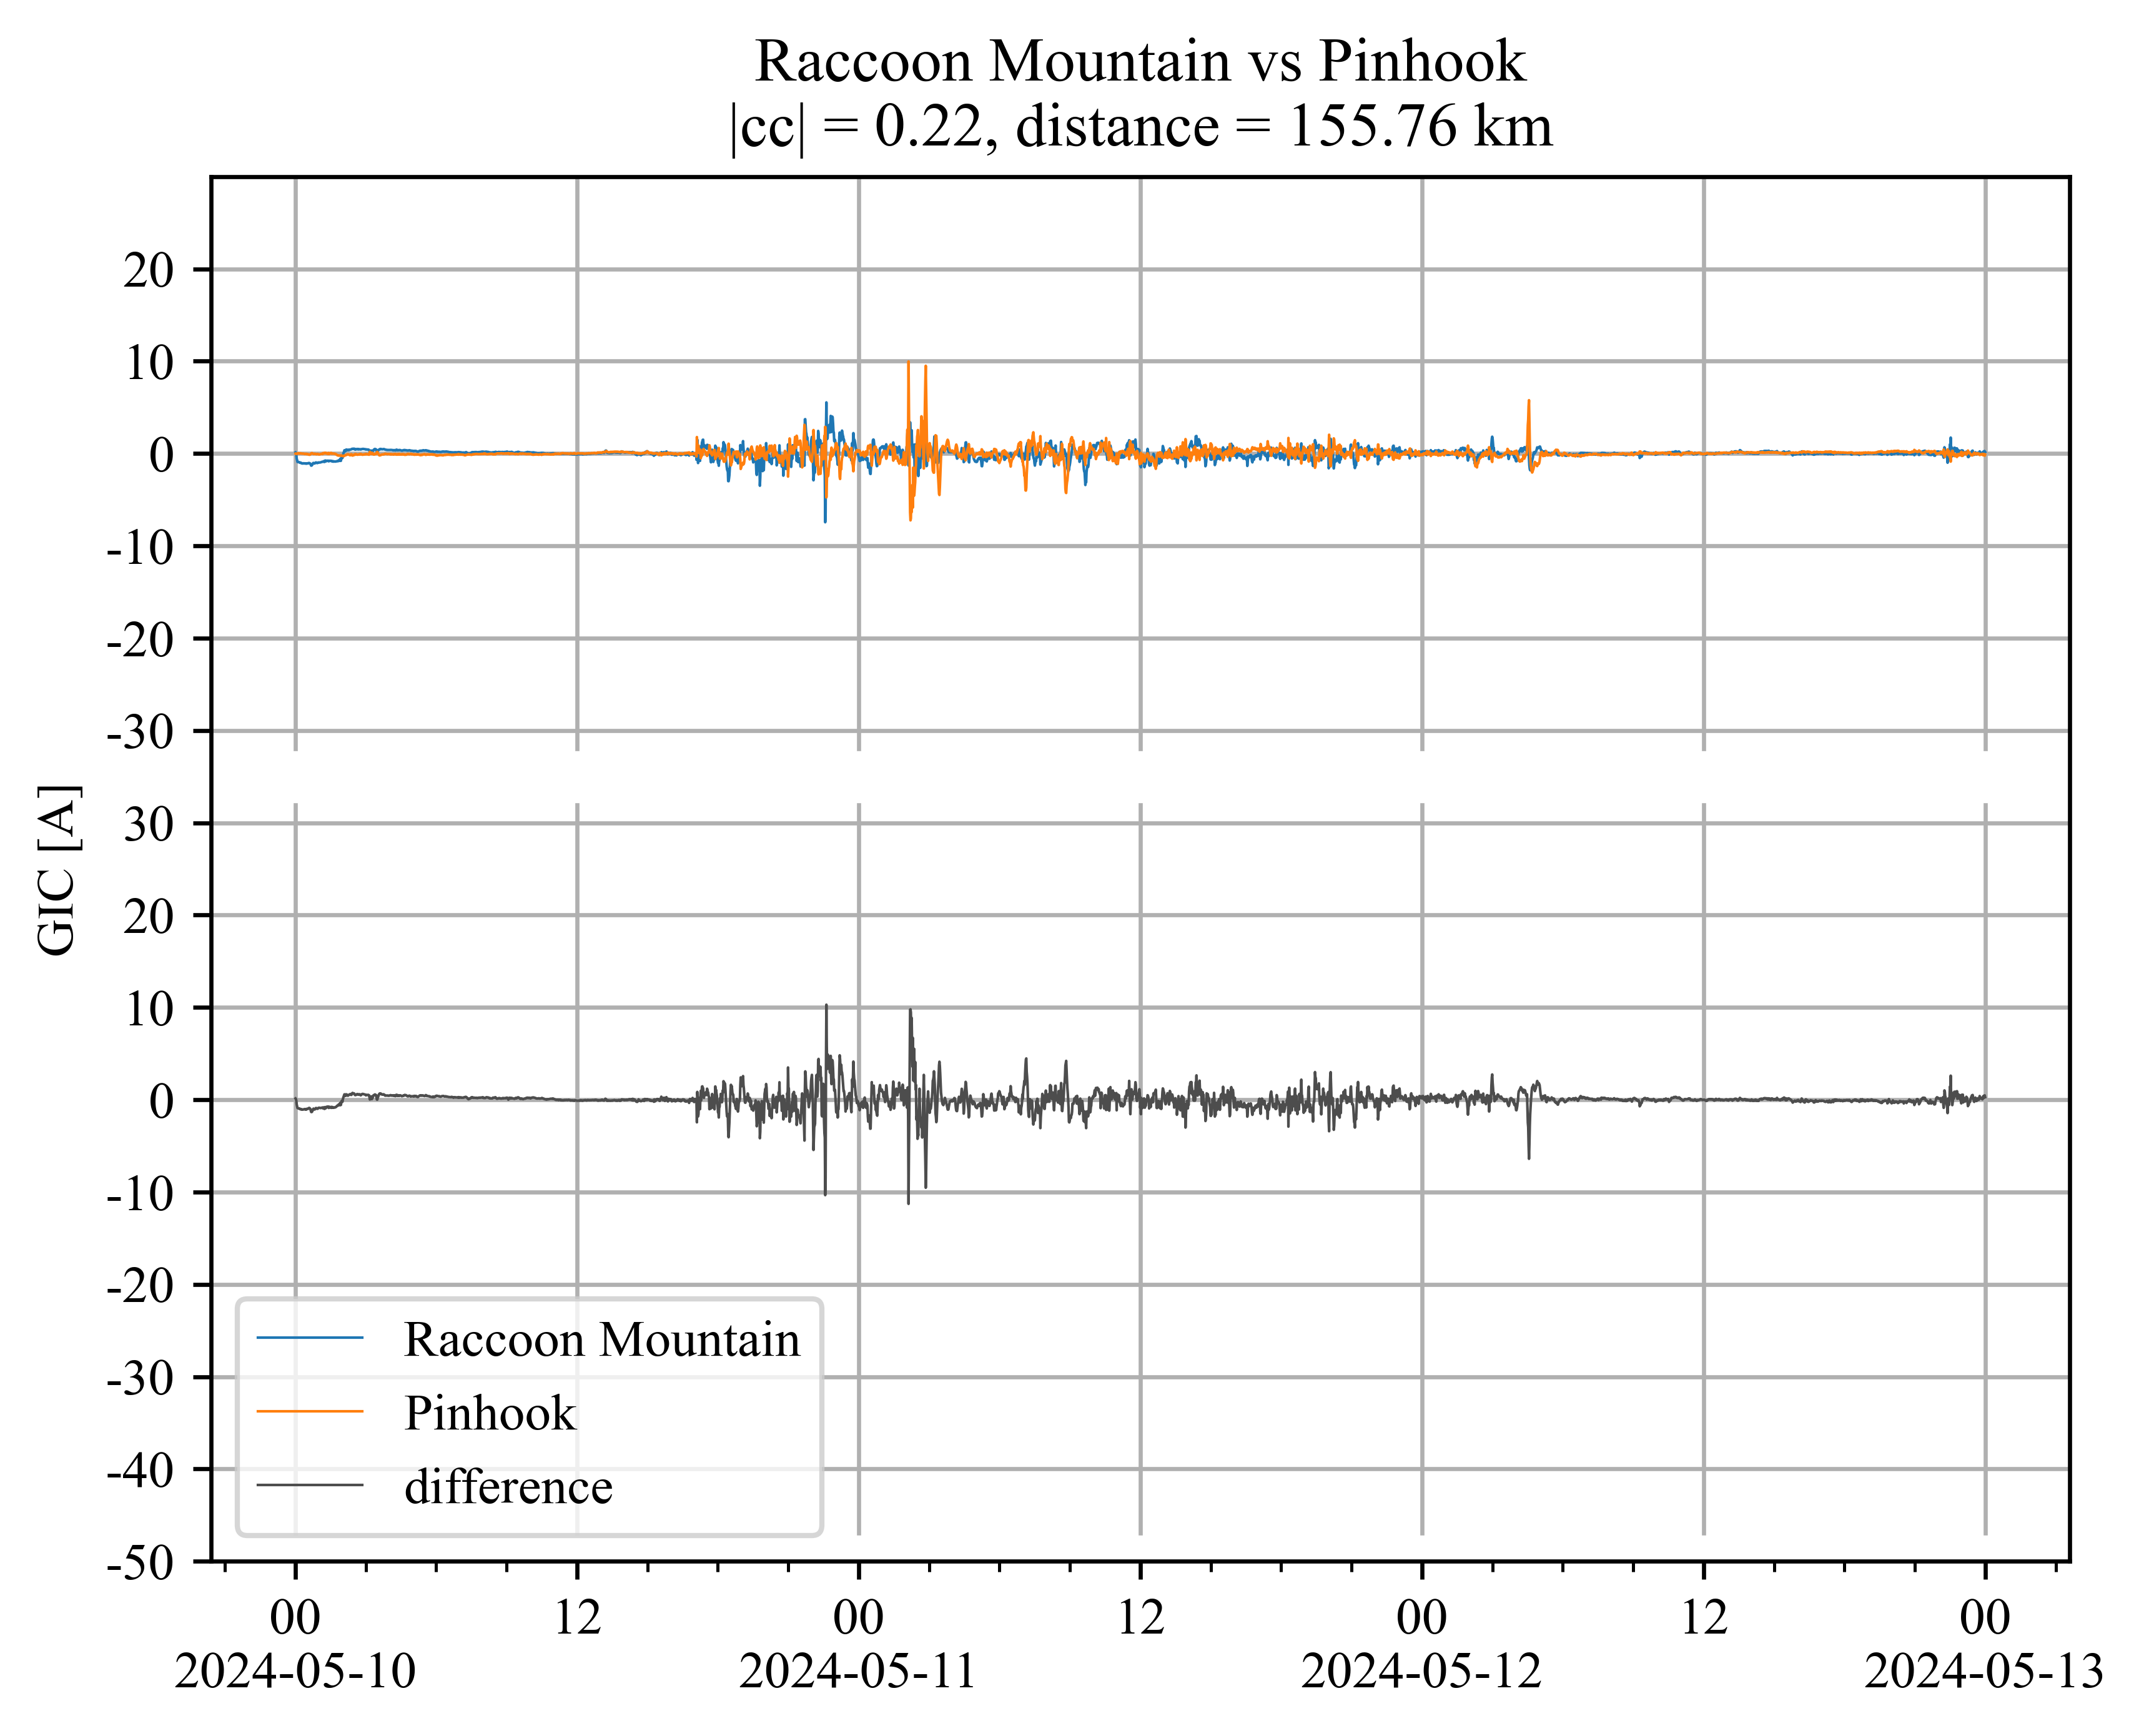 Raccoon Mountain vs Pinhook
|cc| = 0.22, distance = 155.76 km
GIC [A]
20
10
0
-10
-20
-30
30
20
10
0
-10
-20
-30
-40
-50
Raccoon Mountain
Pinhook
difference
00 12 00 12 00 12 00
2024-05-10 2024-05-11 2024-05-12 2024-05-13